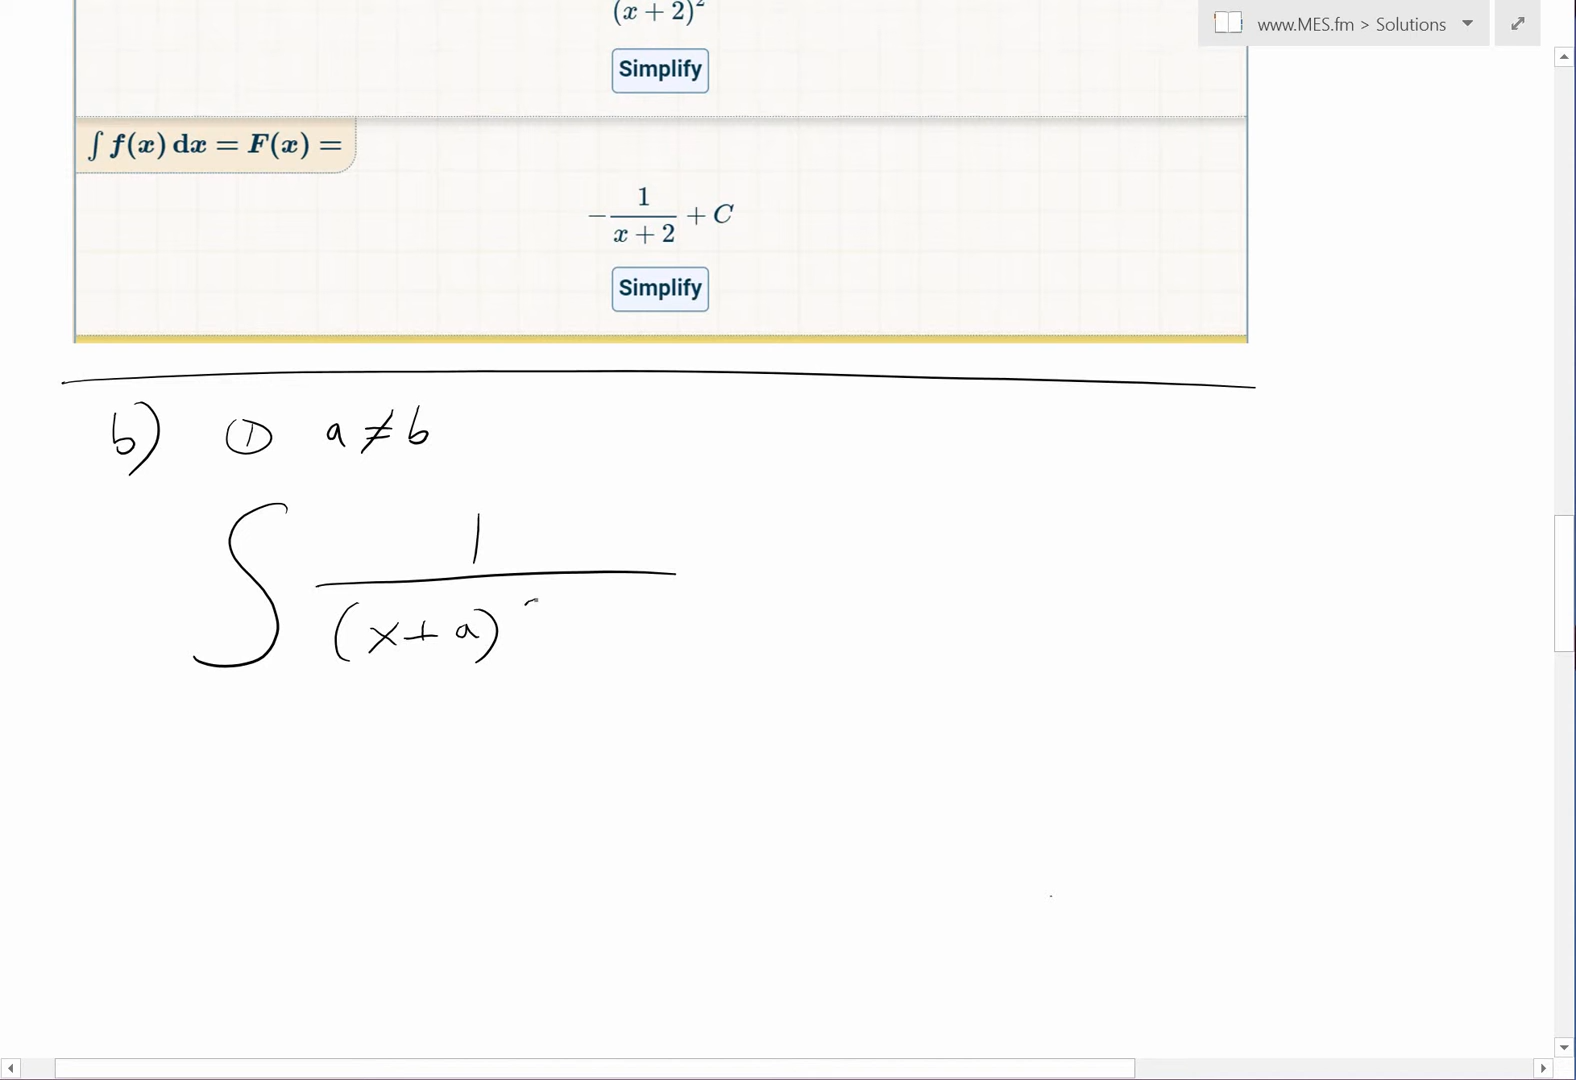 (x + 2)²
www.MES.fm > Solutions
Simplify
∫ f(x) dx = F(x) =
-1/(x + 2) + C
Simplify
b) ① a ≠ b
∫ 1/(x + a)